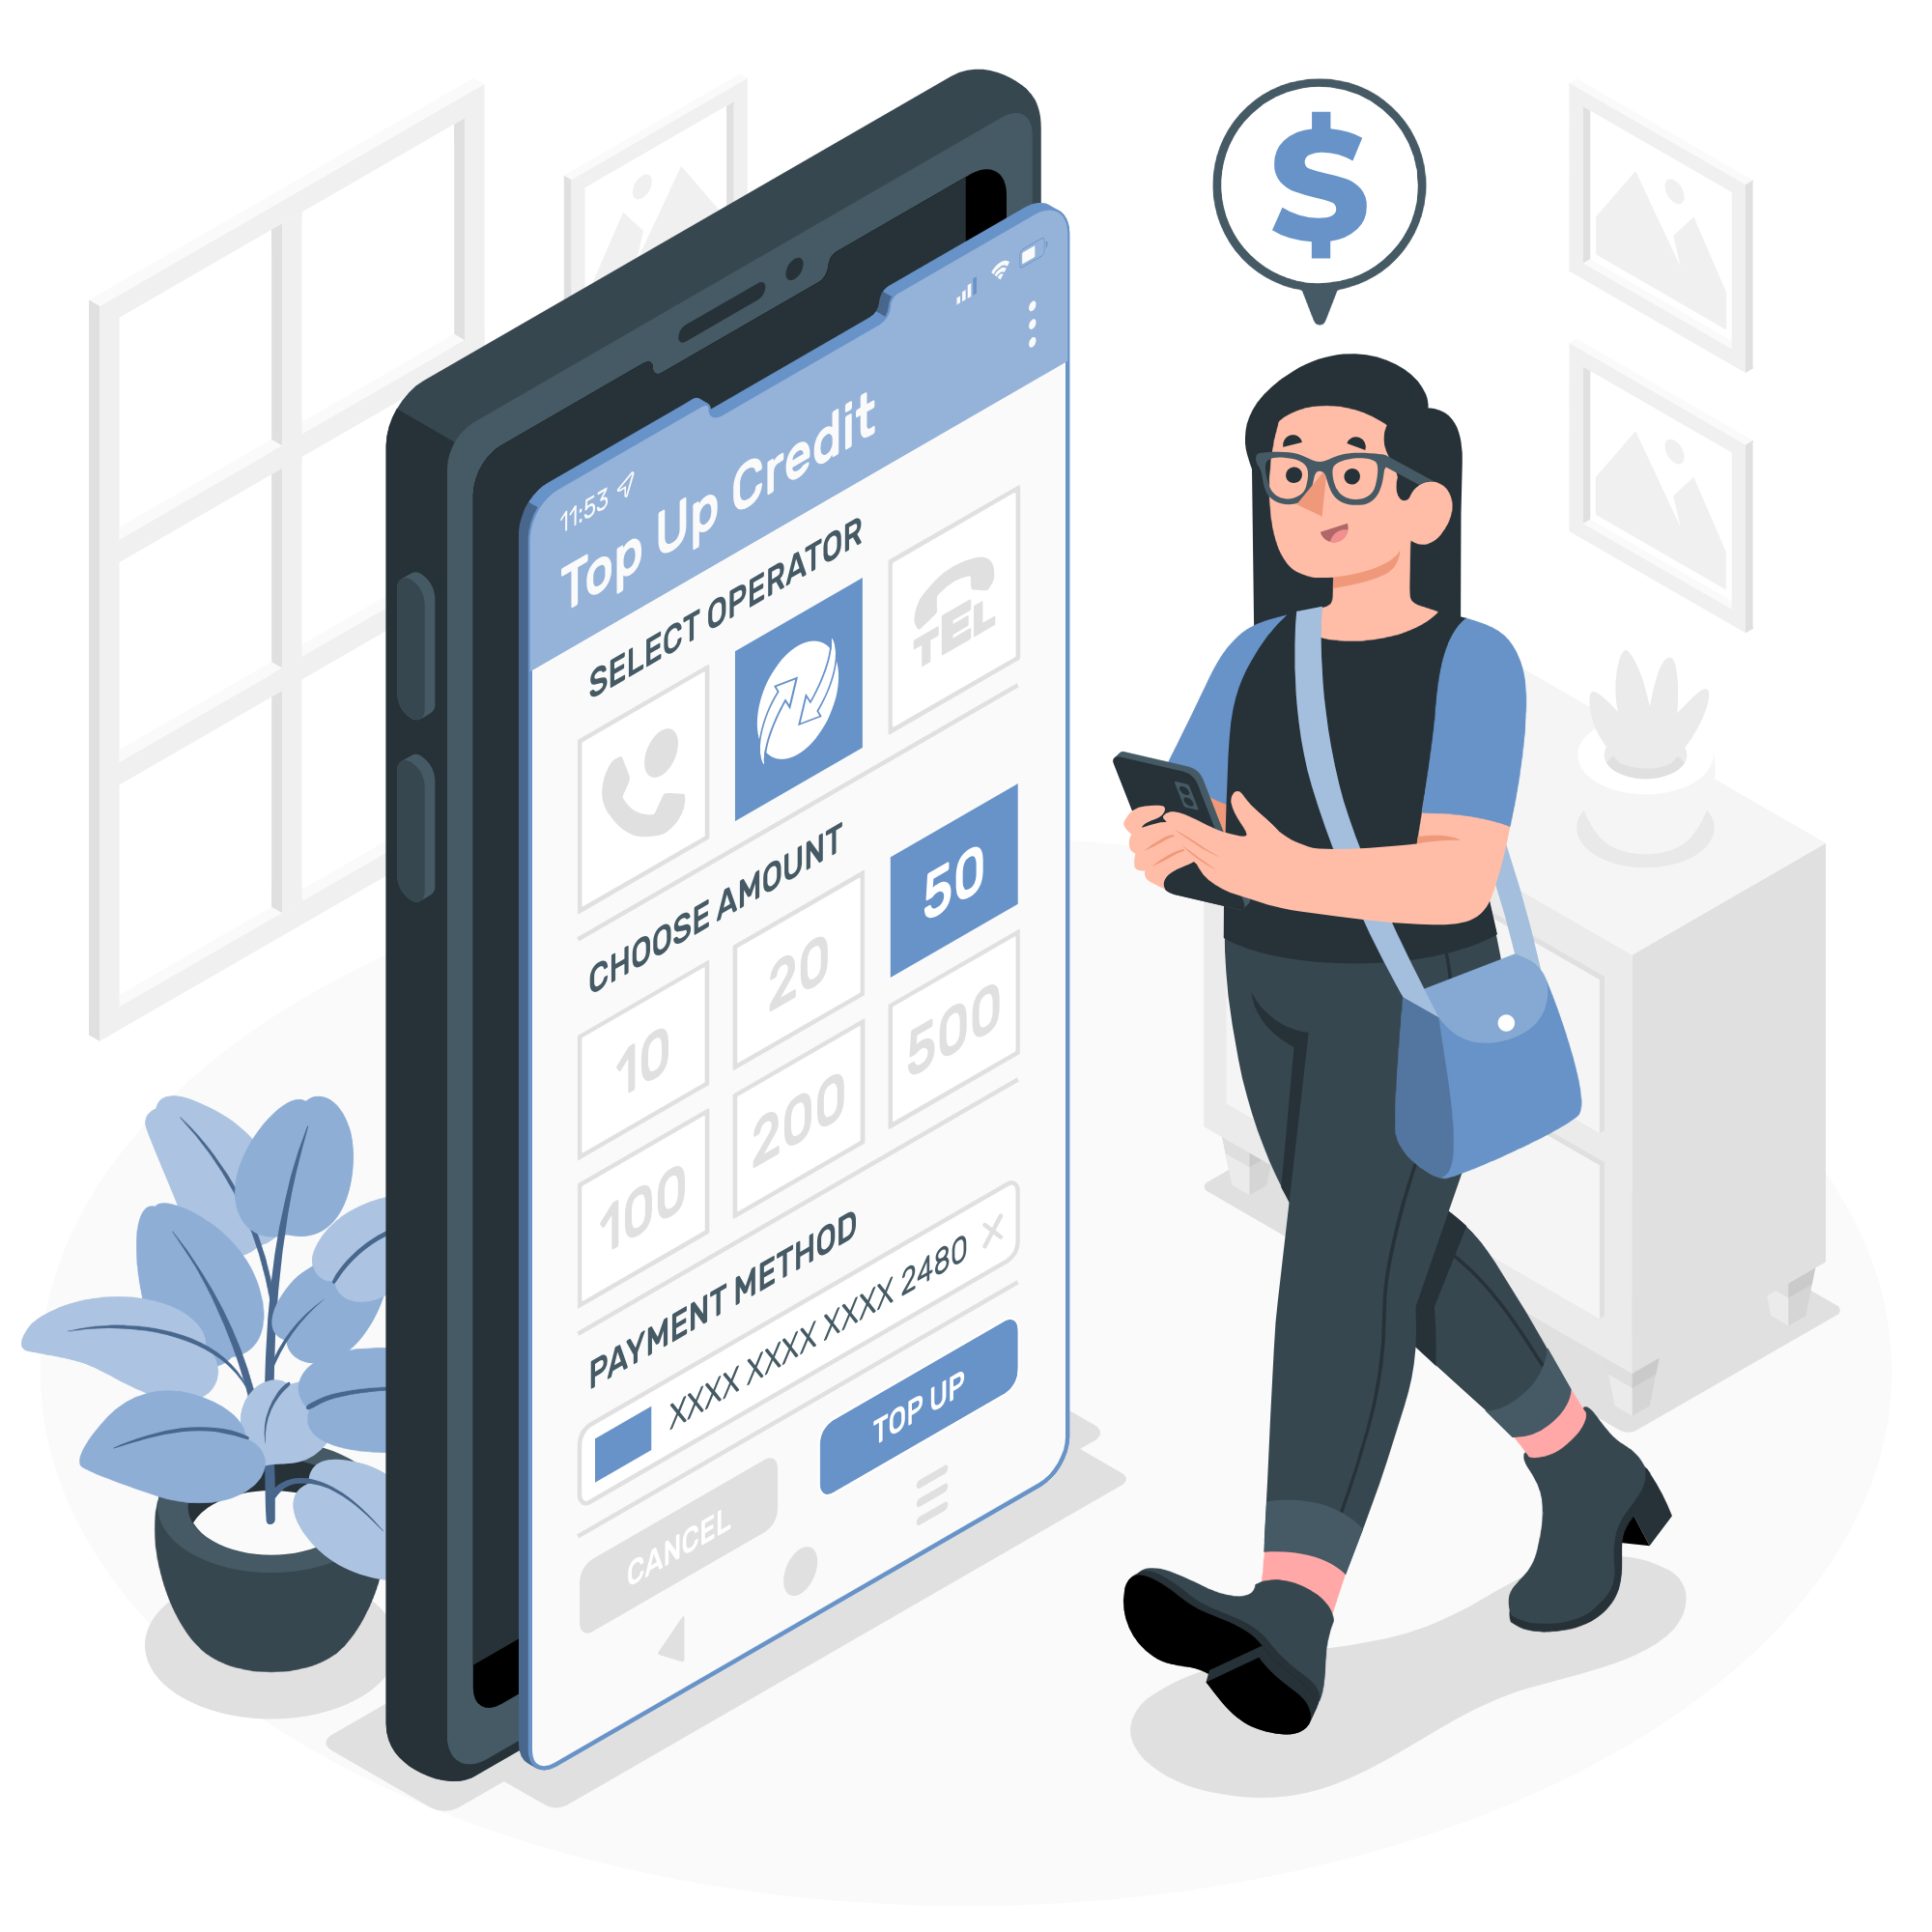 $
11:53
Top Up Credit
SELECT OPERATOR
TEL
CHOOSE AMOUNT
10 20 50
100 200 500
PAYMENT METHOD
XXXX XXXX XXXX 2480 ×
CANCEL TOP UP